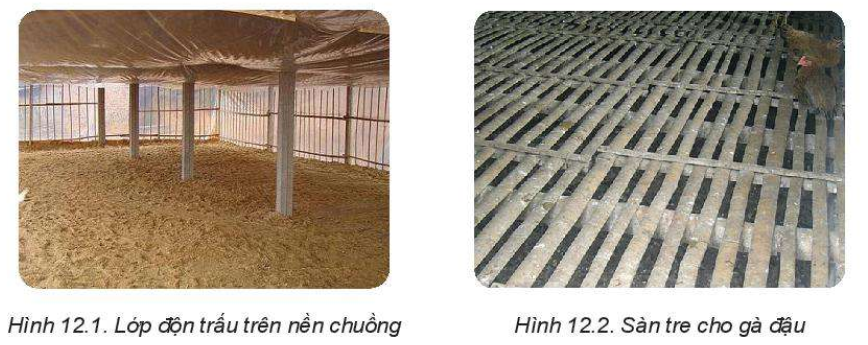 Hình 12.1. Lớp độn trấu trên nền chuồng
Hình 12.2. Sàn tre cho gà đậu